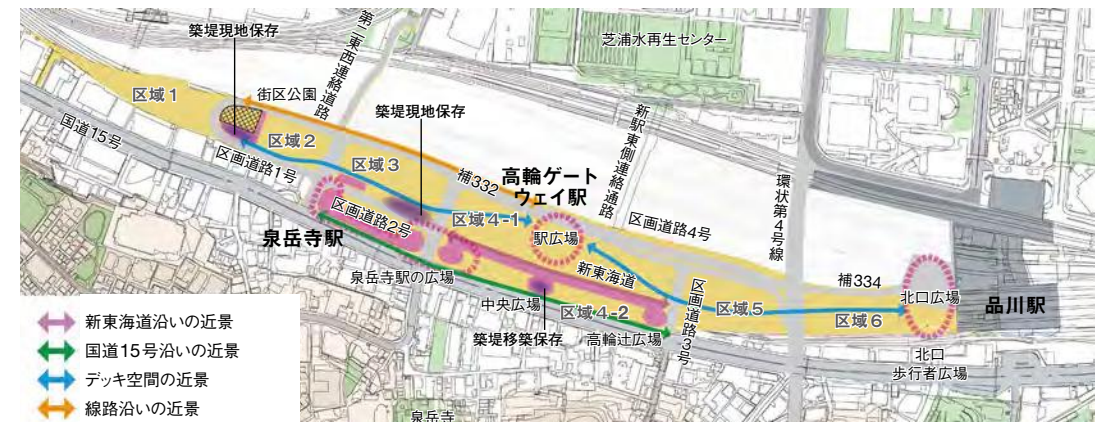 築堤現地保存
第二東西連絡道路
芝浦水再生センター
区域1
街区公園
築堤現地保存
国道15号
区域2
区画道路1号
区域3
補332
高輪ゲート
ウェイ駅
新駅東側連絡通路
環状第4号線
区画道路2号
区域4-1
駅広場
区画道路4号
泉岳寺駅
泉岳寺駅の広場
新東海道
補334
中央広場
区域4-2
区画道路3号
区域5
区域6
北口広場
品川駅
築堤移築保存
高輪辻広場
北口
歩行者広場
泉岳寺
新東海道沿いの近景
国道15号沿いの近景
デッキ空間の近景
線路沿いの近景